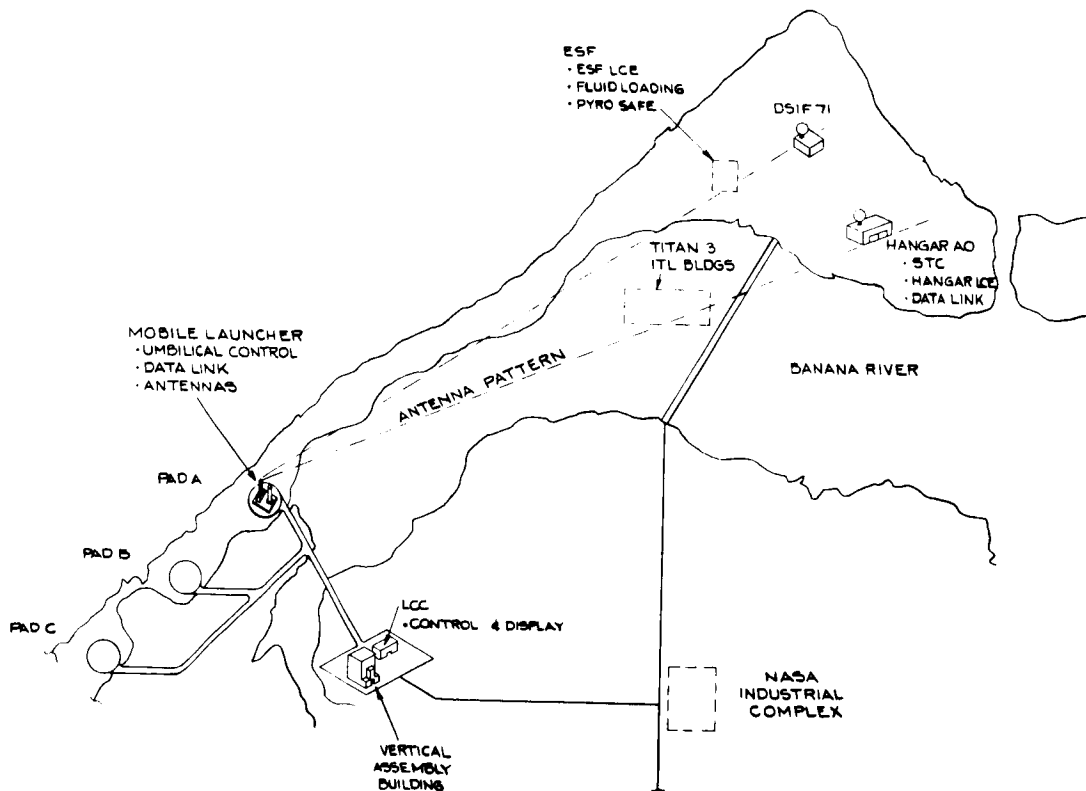 ESF
• ESF LCE
• FLUID LOADING
• PYRO SAFE
DSIF 71
TITAN 3
ITL BLDGS
HANGAR AO
• STC
• HANGAR LCE
• DATA LINK
MOBILE LAUNCHER
• UMBILICAL CONTROL
• DATA LINK
• ANTENNAS
ANTENNA PATTERN
BANANA RIVER
PAD A
PAD B
PAD C
LCC
• CONTROL & DISPLAY
NASA
INDUSTRIAL
COMPLEX
VERTICAL
ASSEMBLY
BUILDING